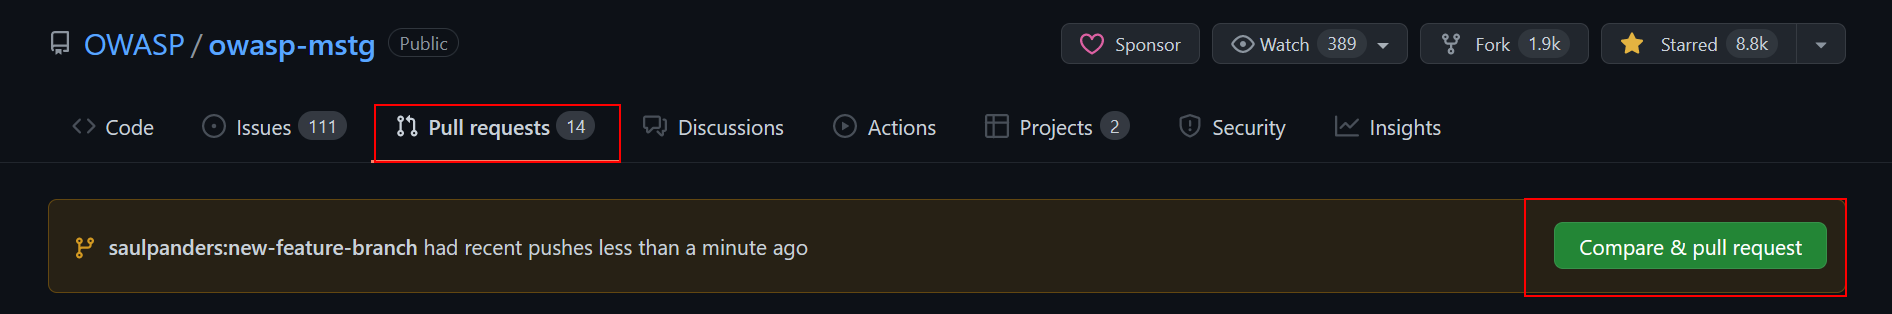 OWASP / owasp-mstg Public Sponsor Watch 389 Fork 1.9k Starred 8.8k
Code Issues 111 Pull requests 14 Discussions Actions Projects 2 Security Insights
saulpanders:new-feature-branch had recent pushes less than a minute ago Compare & pull request